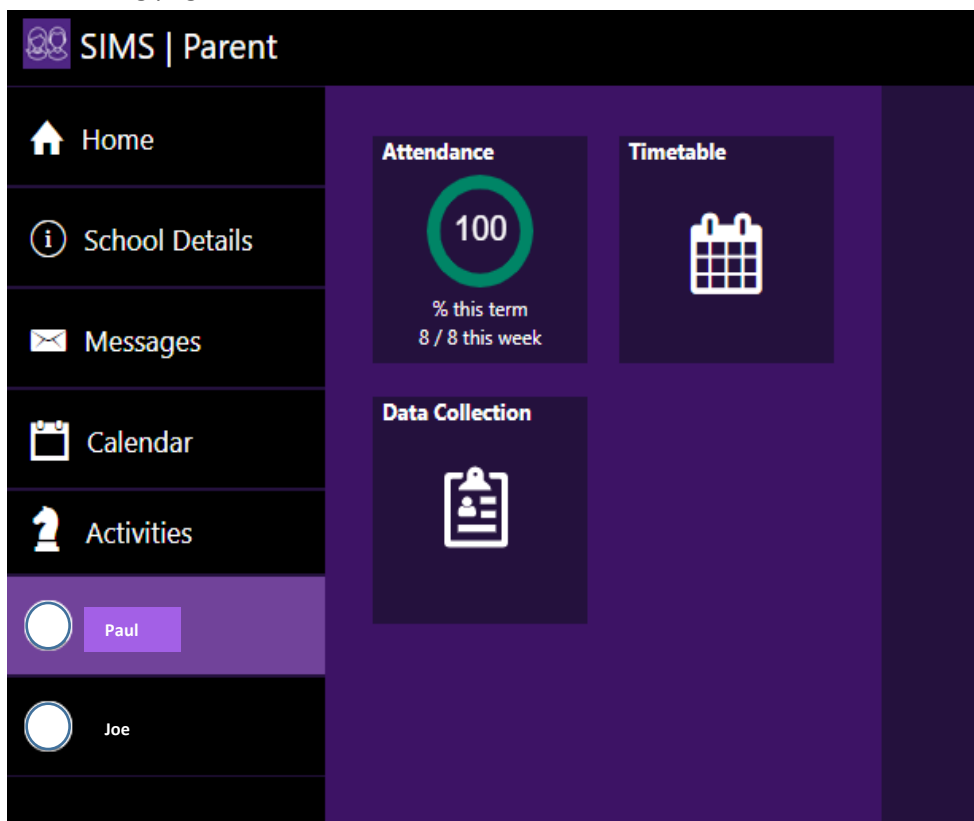 SIMS | Parent
Home
School Details
Messages
Calendar
Activities
Paul
Joe
Attendance
100
% this term
8 / 8 this week
Timetable
Data Collection